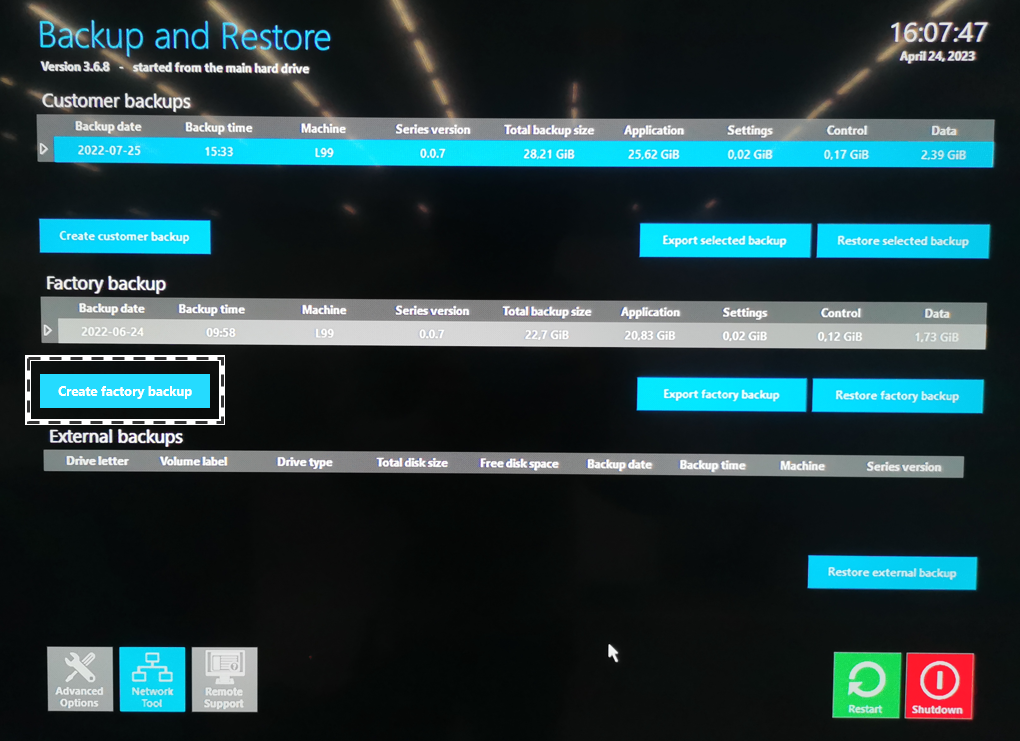 Backup and Restore
16:07:47
April 24, 2023
Version 3.6.8 - started from the main hard drive
Customer backups
Backup date Backup time Machine Series version Total backup size Application Settings Control Data
2022-07-25 15:33 L99 0.0.7 28,21 GiB 25,62 GiB 0,02 GiB 0,17 GiB 2,39 GiB
Create customer backup Export selected backup Restore selected backup
Factory backup
Backup date Backup time Machine Series version Total backup size Application Settings Control Data
2022-06-24 09:58 L99 0.0.7 22,7 GiB 20,83 GiB 0,02 GiB 0,12 GiB 1,73 GiB
Create factory backup Export factory backup Restore factory backup
External backups
Drive letter Volume label Drive type Total disk size Free disk space Backup date Backup time Machine Series version
Restore external backup
Advanced
Options
Network
Tool
Remote
Support
Restart
Shutdown